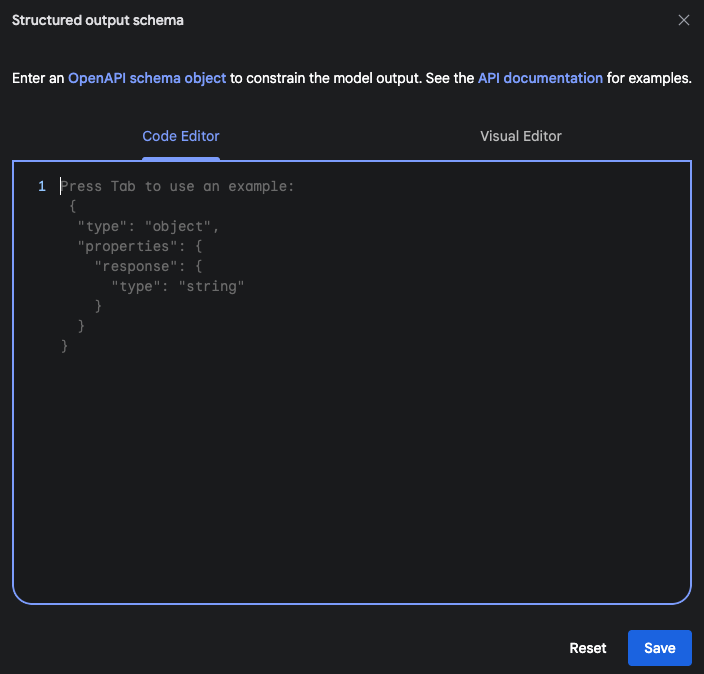 Structured output schema
Enter an OpenAPI schema object to constrain the model output. See the API documentation for examples.
Code Editor
Visual Editor
1 Press Tab to use an example:
{
"type": "object",
"properties": {
"response": {
"type": "string"
}
}
}
Reset
Save